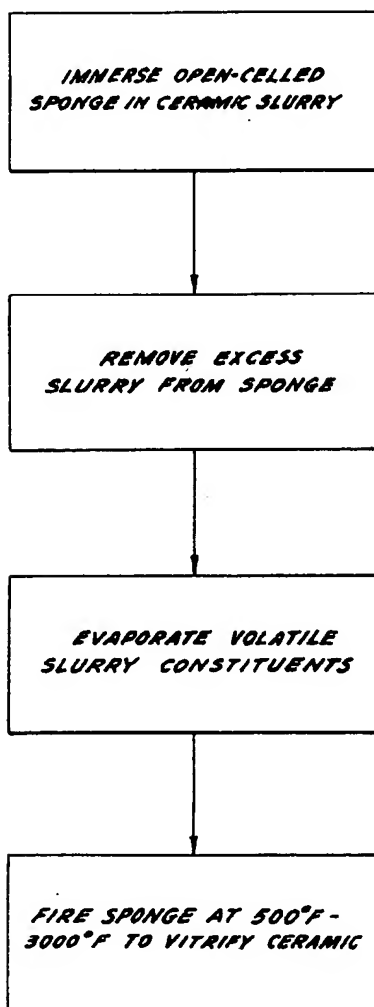 IMMERSE OPEN-CELLED
SPONGE IN CERAMIC SLURRY
REMOVE EXCESS
SLURRY FROM SPONGE
EVAPORATE VOLATILE
SLURRY CONSTITUENTS
FIRE SPONGE AT 500°F-
3000°F TO VITRIFY CERAMIC